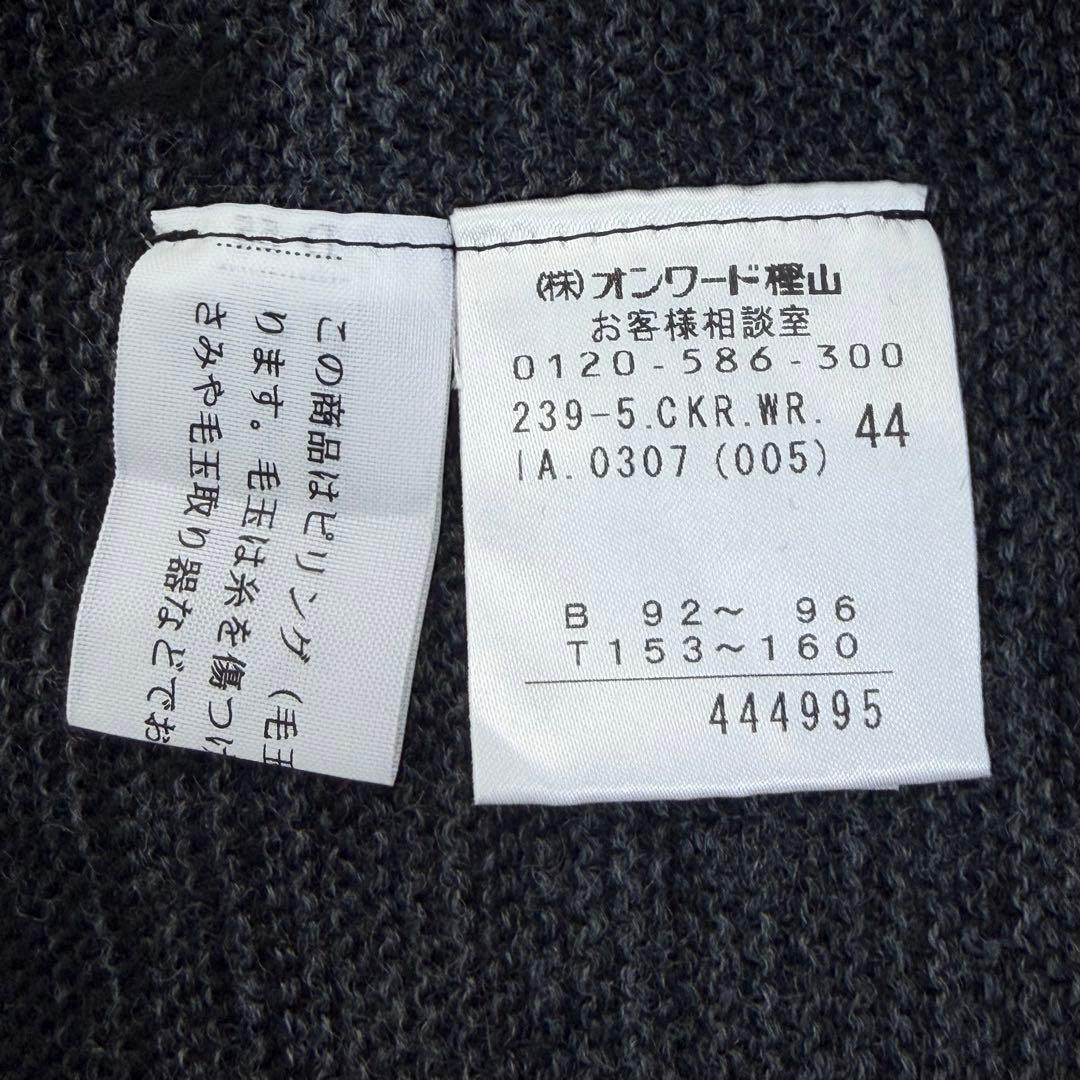 この商品はピリング(毛玉
ります。毛玉は糸を傷つけ
さみや毛玉取り器などでお
(株)オンワード樫山
お客様相談室
0120-586-300
239-5.CKR.WR.
IA.0307(005)
44
B 92~ 96
T153~160
444995